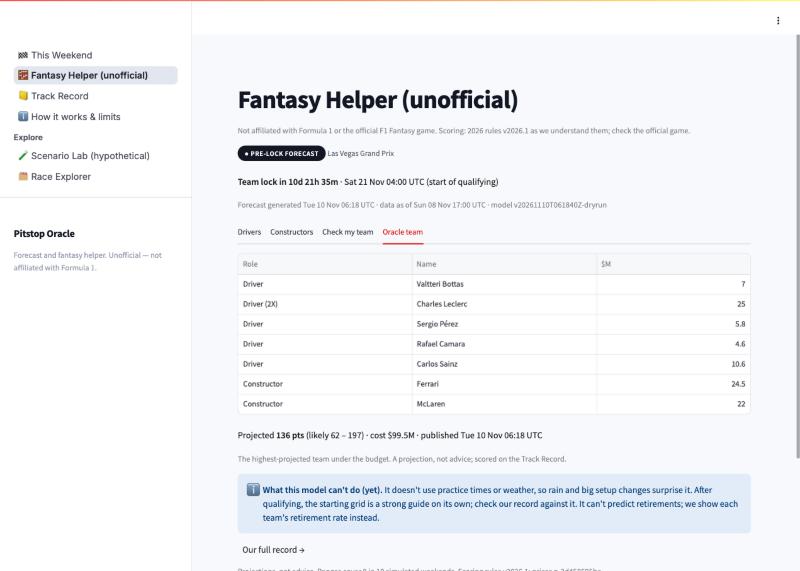 This Weekend
Fantasy Helper (unofficial)
Track Record
How it works & limits
Explore
Scenario Lab (hypothetical)
Race Explorer
Pitstop Oracle
Forecast and fantasy helper. Unofficial — not
affiliated with Formula 1.
Fantasy Helper (unofficial)
Not affiliated with Formula 1 or the official F1 Fantasy game. Scoring: 2026 rules v2026.1 as we understand them; check the official game.
● PRE-LOCK FORECAST Las Vegas Grand Prix
Team lock in 10d 21h 35m · Sat 21 Nov 04:00 UTC (start of qualifying)
Forecast generated Tue 10 Nov 06:18 UTC · data as of Sun 08 Nov 17:00 UTC · model v20261110T061840Z-dryrun
Drivers Constructors Check my team Oracle team
Role Name $M
Driver Valtteri Bottas 7
Driver (2X) Charles Leclerc 25
Driver Sergio Pérez 5.8
Driver Rafael Camara 4.6
Driver Carlos Sainz 10.6
Constructor Ferrari 24.5
Constructor McLaren 22
Projected 136 pts (likely 62 – 197) · cost $99.5M · published Tue 10 Nov 06:18 UTC
The highest-projected team under the budget. A projection, not advice; scored on the Track Record.
What this model can't do (yet). It doesn't use practice times or weather, so rain and big setup changes surprise it. After
qualifying, the starting grid is a strong guide on its own; check our record against it. It can't predict retirements; we show each
team's retirement rate instead.
Our full record →